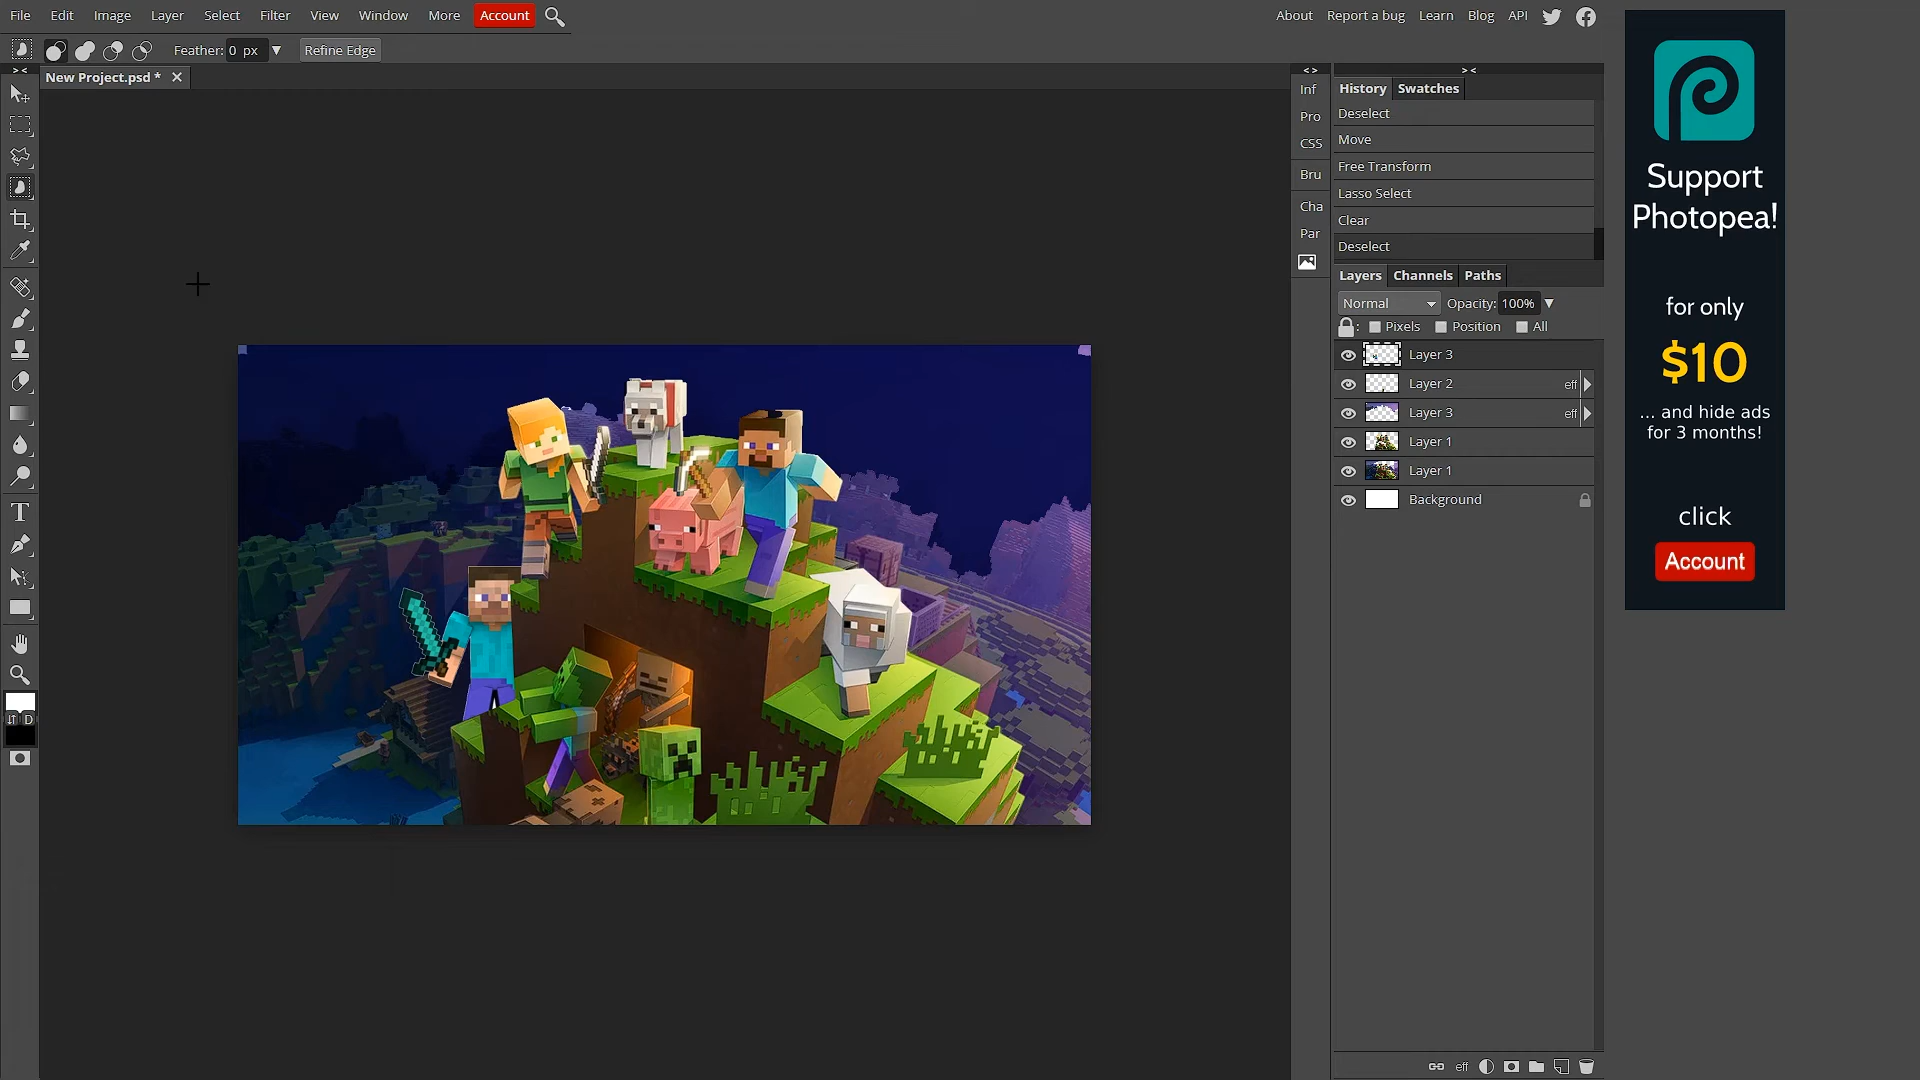 File Edit Image Layer Select Filter View Window More Account
About Report a bug Learn Blog API
Feather: 0 px Refine Edge
New Project.psd *
Inf
Pro
CSS
Bru
Cha
Par
History Swatches
Deselect
Move
Free Transform
Lasso Select
Clear
Deselect
Layers Channels Paths
Normal Opacity: 100%
: Pixels Position All
Layer 3
Layer 2 eff
Layer 3 eff
Layer 1
Layer 1
Background
eff
D
Support
Photopea!
for only
$10
... and hide ads
for 3 months!
click
Account